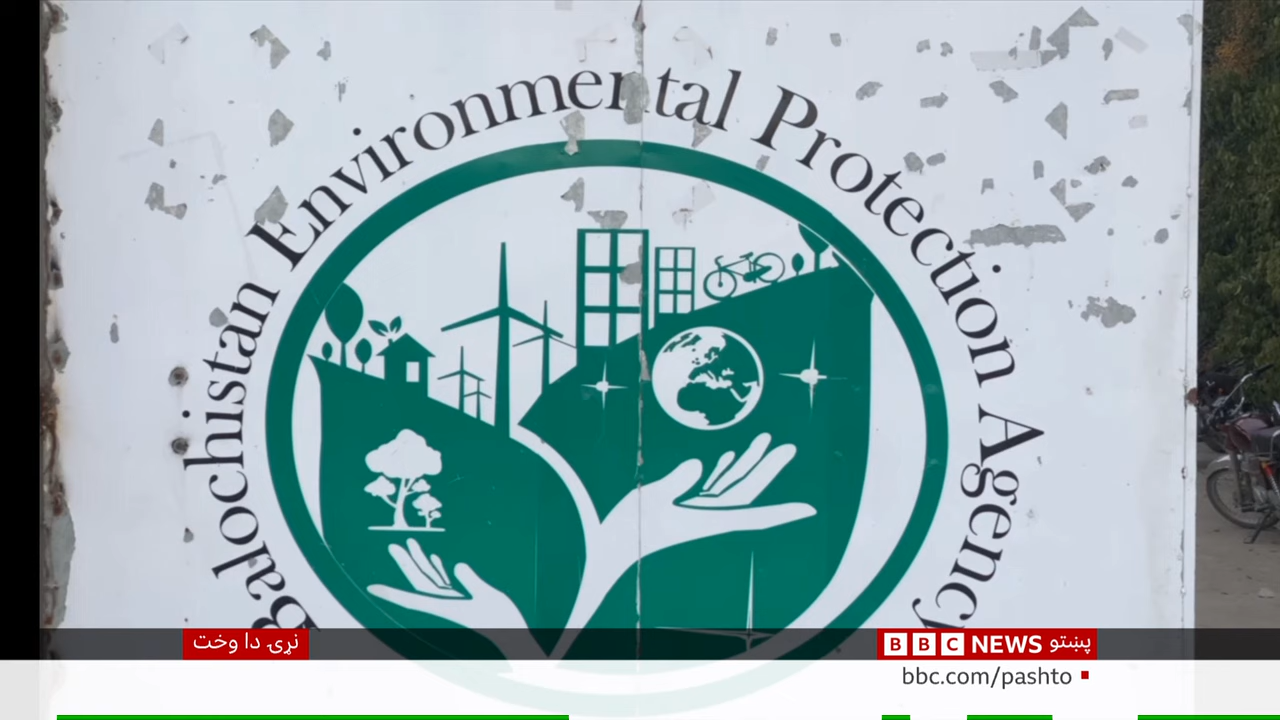 Balochistan Environmental Protection Agency
نړۍ دا وخت
BBC NEWS پښتو
bbc.com/pashto